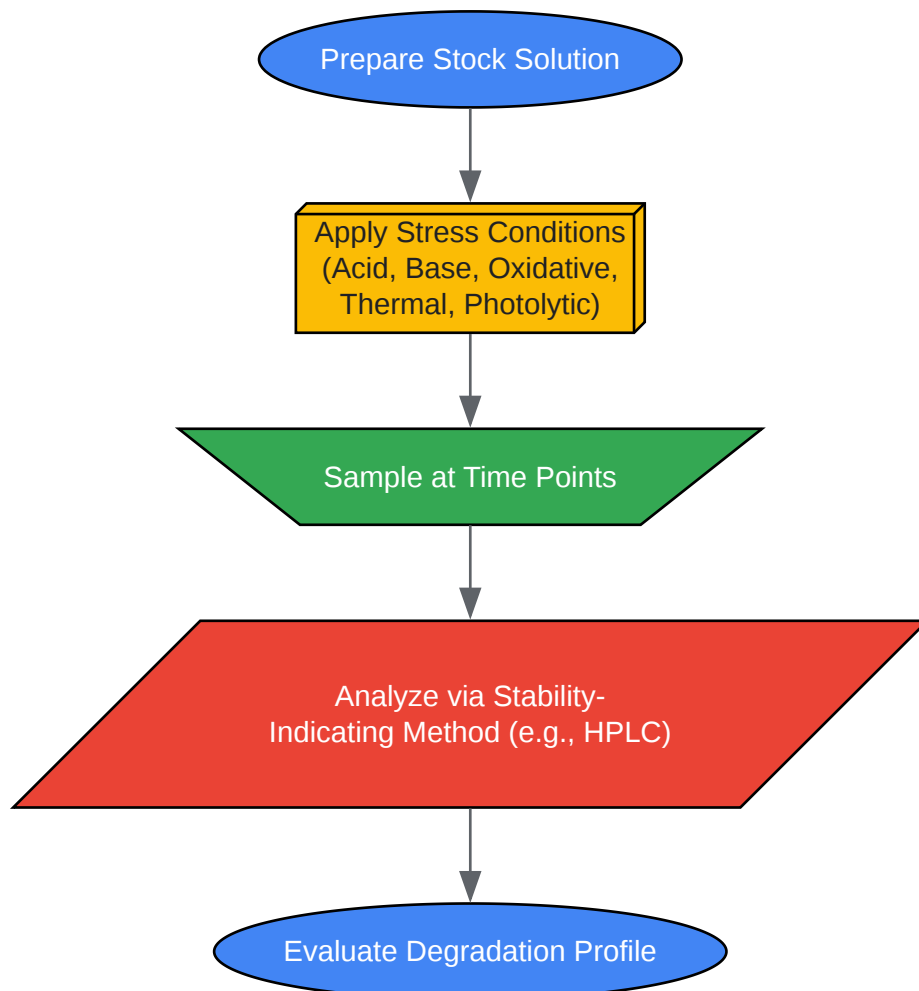 Prepare Stock Solution
Apply Stress Conditions
(Acid, Base, Oxidative,
Thermal, Photolytic)
Sample at Time Points
Analyze via Stability-
Indicating Method (e.g., HPLC)
Evaluate Degradation Profile